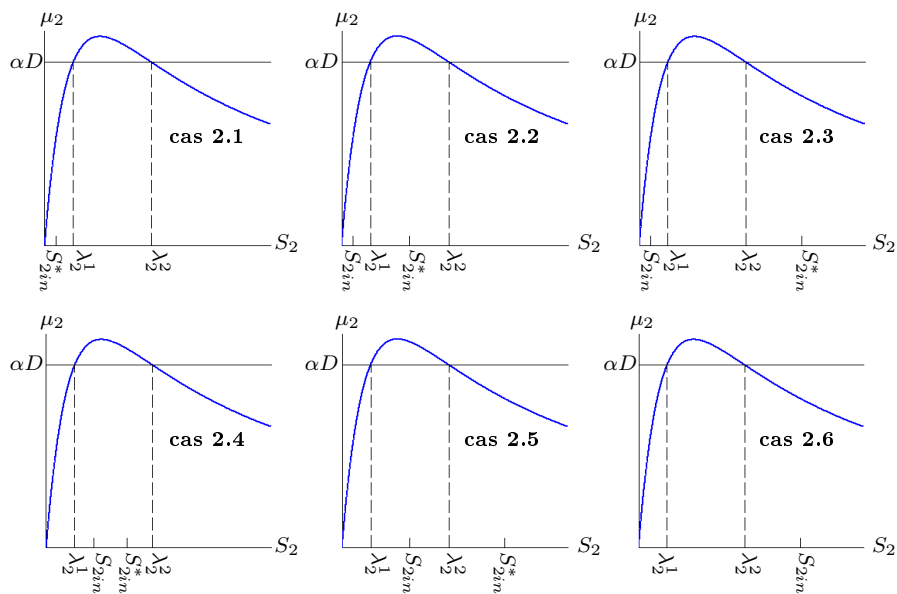 μ₂ μ₂ μ₂
αD αD αD
cas 2.1 cas 2.2 cas 2.3
S₂ S₂ S₂
S*₂in λ¹₂ λ²₂ S₂in λ¹₂ S*₂in λ²₂ S₂in λ¹₂ λ²₂ S*₂in
μ₂ μ₂ μ₂
αD αD αD
cas 2.4 cas 2.5 cas 2.6
S₂ S₂ S₂
λ¹₂ S₂in S*₂in λ²₂ λ¹₂ S₂in λ²₂ S*₂in λ¹₂ λ²₂ S₂in